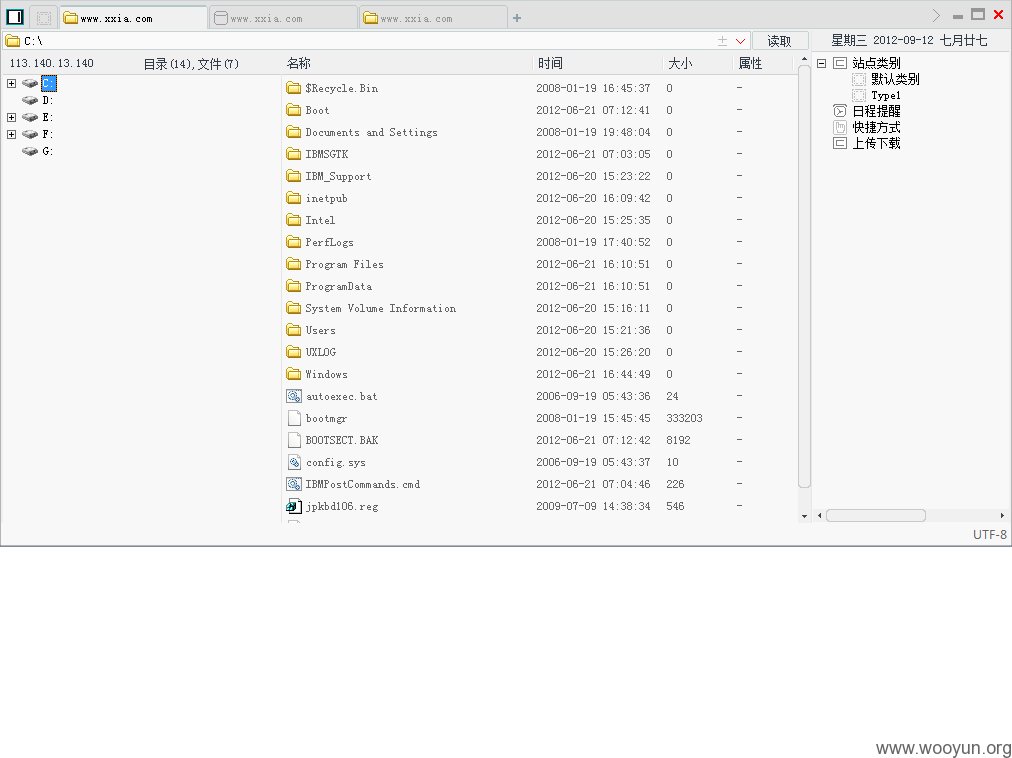 www.xxia.com www.xxia.com www.xxia.com +
C:\ 读取 星期三 2012-09-12 七月廿七
113.140.13.140 目录(14),文件(7) 名称 时间 大小 属性
C:
D:
E:
F:
G:
$Recycle.Bin 2008-01-19 16:45:37 0 -
Boot 2012-06-21 07:12:41 0 -
Documents and Settings 2008-01-19 19:48:04 0 -
IBMSGTK 2012-06-21 07:03:05 0 -
IBM_Support 2012-06-20 15:23:22 0 -
inetpub 2012-06-20 16:09:42 0 -
Intel 2012-06-20 15:25:35 0 -
PerfLogs 2008-01-19 17:40:52 0 -
Program Files 2012-06-21 16:10:51 0 -
ProgramData 2012-06-21 16:10:51 0 -
System Volume Information 2012-06-20 15:16:11 0 -
Users 2012-06-20 15:21:36 0 -
UXLOG 2012-06-20 15:26:20 0 -
Windows 2012-06-21 16:44:49 0 -
autoexec.bat 2006-09-19 05:43:36 24 -
bootmgr 2008-01-19 15:45:45 333203 -
BOOTSECT.BAK 2012-06-21 07:12:42 8192 -
config.sys 2006-09-19 05:43:37 10 -
IBMPostCommands.cmd 2012-06-21 07:04:46 226 -
jpkbd106.reg 2009-07-09 14:38:34 546 -
站点类别
默认类别
Type1
日程提醒
快捷方式
上传下载
UTF-8
www.wooyun.org